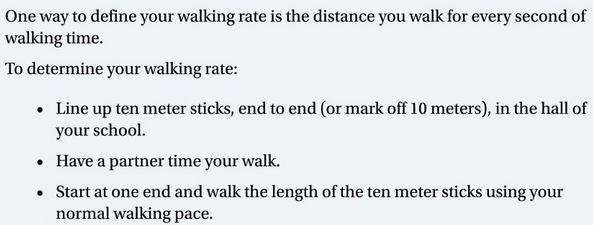 One way to define your walking rate is the distance you walk for every second of
walking time.
To determine your walking rate:
• Line up ten meter sticks, end to end (or mark off 10 meters), in the hall of
your school.
• Have a partner time your walk.
• Start at one end and walk the length of the ten meter sticks using your
normal walking pace.